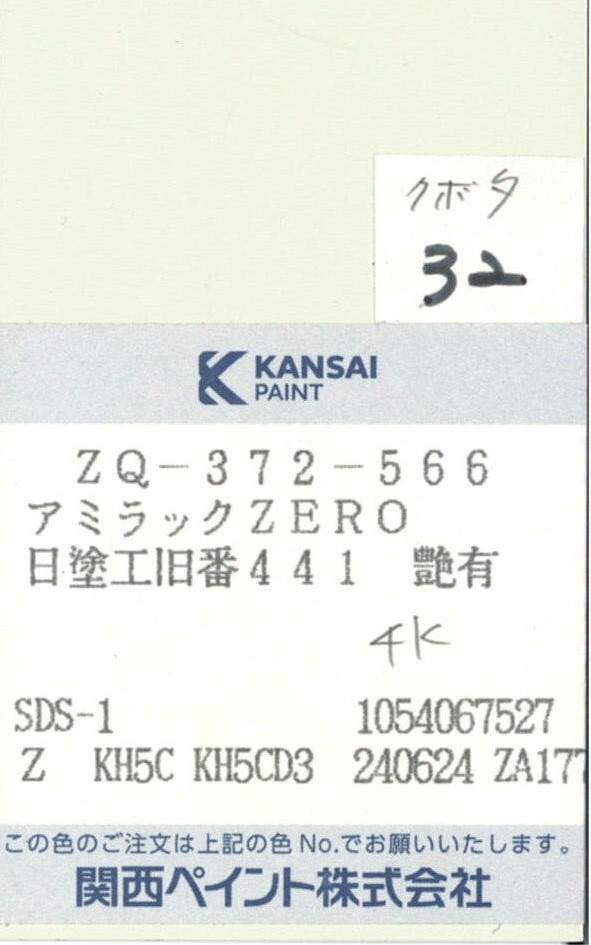 クボタ
32
KANSAI
PAINT
ZQ-372-566
アミラックZERO
日塗工旧番441 艶有
4K
SDS-1 1054067527
Z KH5C KH5CD3 240624 ZA177
この色のご注文は上記の色No.でお願いいたします。
関西ペイント株式会社